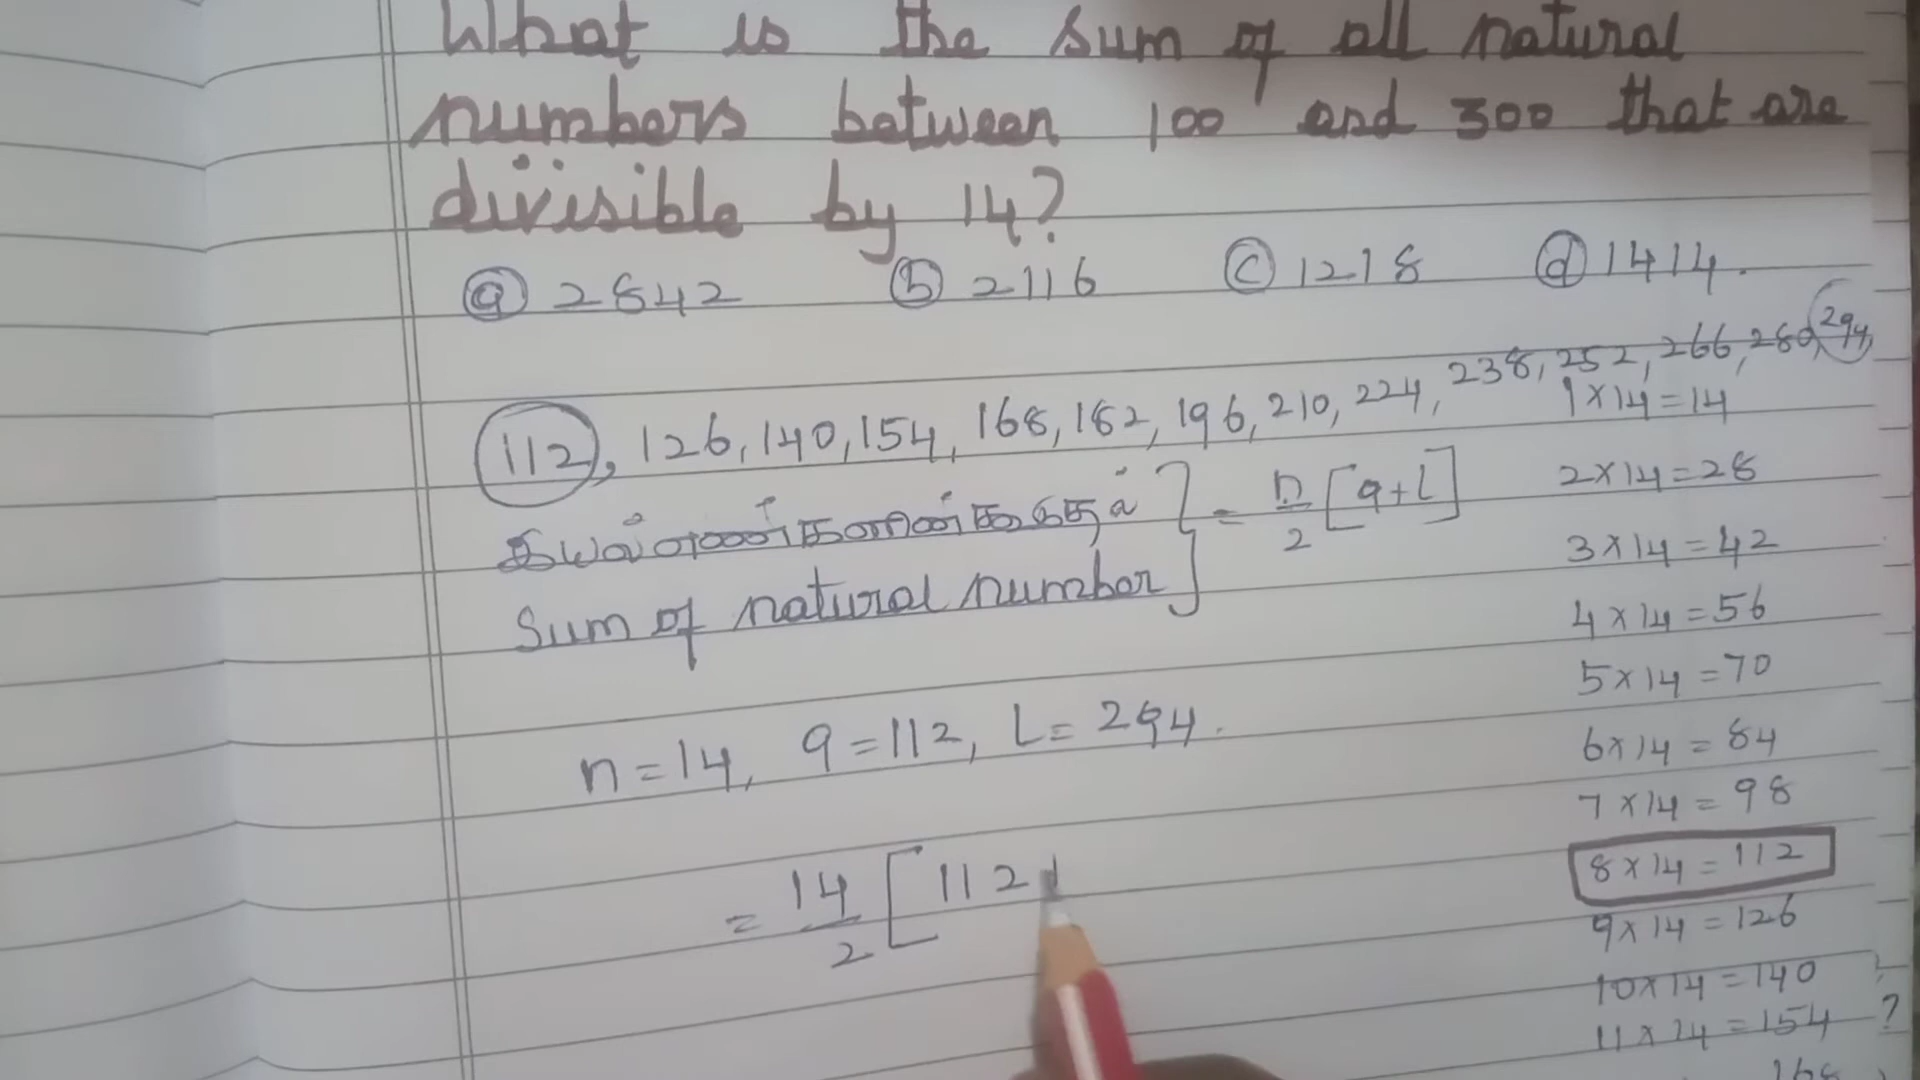 What is the sum of all natural
numbers between 100 and 300 that are
divisible by 14?
ⓐ 2842 ⓑ 2116 ⓒ 1218 ⓓ 1414.
112, 126, 140, 154, 168, 182, 196, 210, 224, 238, 252, 266, 280, 294,
= n/2 [a+l]
Sum of natural number
n = 14, a = 112, L = 294.
= 14/2 [112
1 x 14 = 14
2 x 14 = 28
3 x 14 = 42
4 x 14 = 56
5 x 14 = 70
6 x 14 = 84
7 x 14 = 98
8 x 14 = 112
9 x 14 = 126
10 x 14 = 140
11 x 14 = 154 ?
168